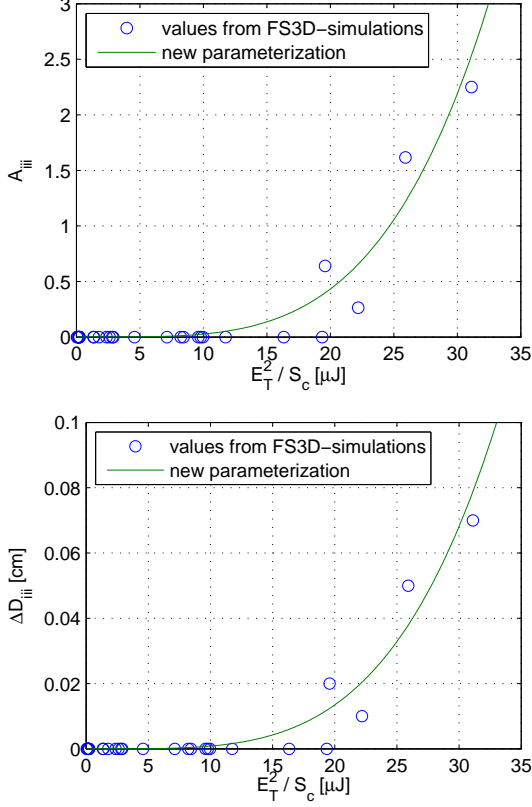 3
2.5
2
1.5
1
0.5
0
A_iii
values from FS3D−simulations
new parameterization
0 5 10 15 20 25 30 35
E_T^2 / S_c [µJ]
0.1
0.08
0.06
0.04
0.02
0
ΔD_iii [cm]
values from FS3D−simulations
new parameterization
0 5 10 15 20 25 30 35
E_T^2 / S_c [µJ]